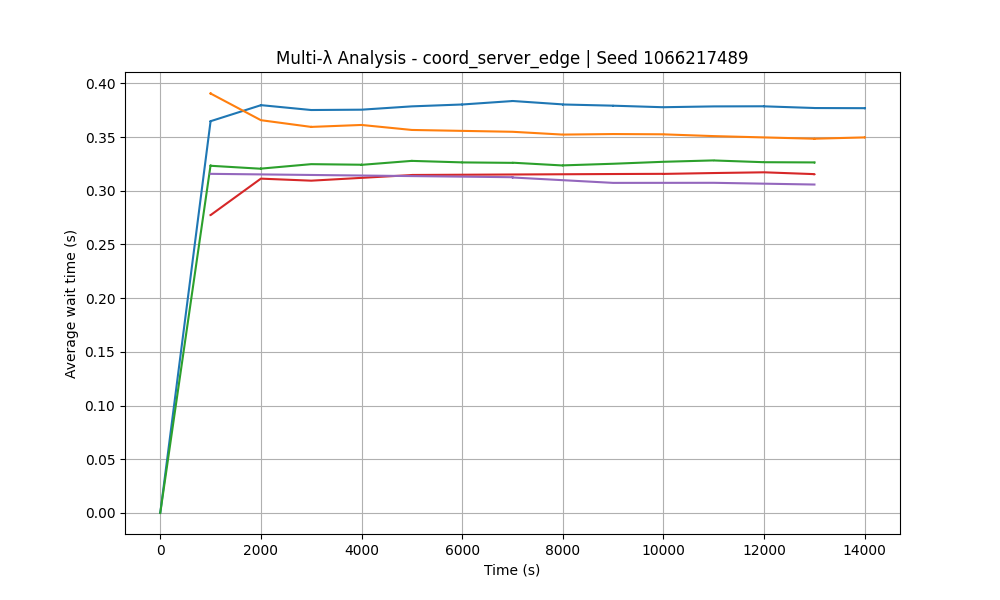 Multi-λ Analysis - coord_server_edge | Seed 1066217489
Average wait time (s)
0.40
0.35
0.30
0.25
0.20
0.15
0.10
0.05
0.00
0 2000 4000 6000 8000 10000 12000 14000
Time (s)